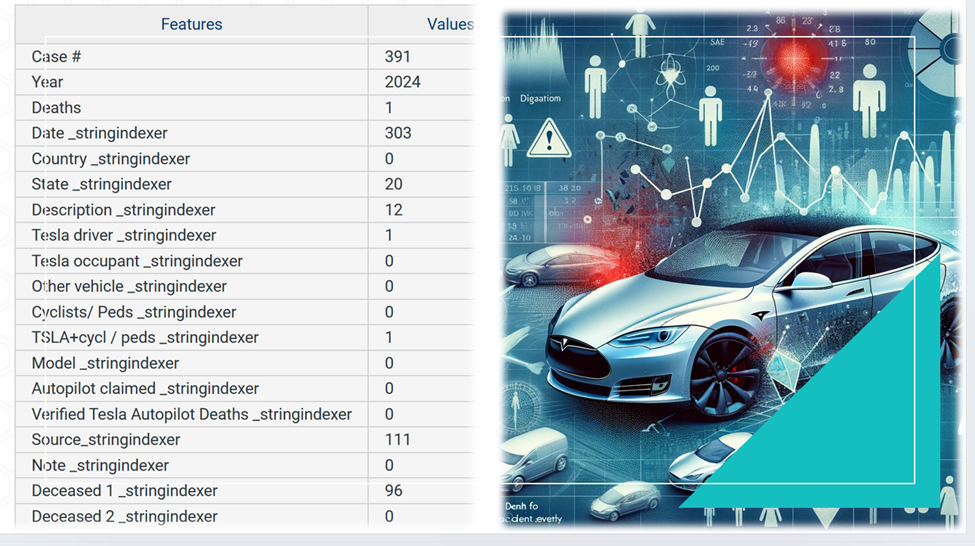 Features Values
Case # 391
Year 2024
Deaths 1
Date _stringindexer 303
Country _stringindexer 0
State _stringindexer 20
Description _stringindexer 12
Tesla driver _stringindexer 1
Tesla occupant _stringindexer 0
Other vehicle _stringindexer 0
Cyclists/ Peds _stringindexer 0
TSLA+cycl / peds _stringindexer 1
Model _stringindexer 0
Autopilot claimed _stringindexer 0
Verified Tesla Autopilot Deaths _stringindexer 0
Source_stringindexer 111
Note _stringindexer 0
Deceased 1 _stringindexer 96
Deceased 2 _stringindexer 0
SAE
200
80
on Digaatiom
Denh fo